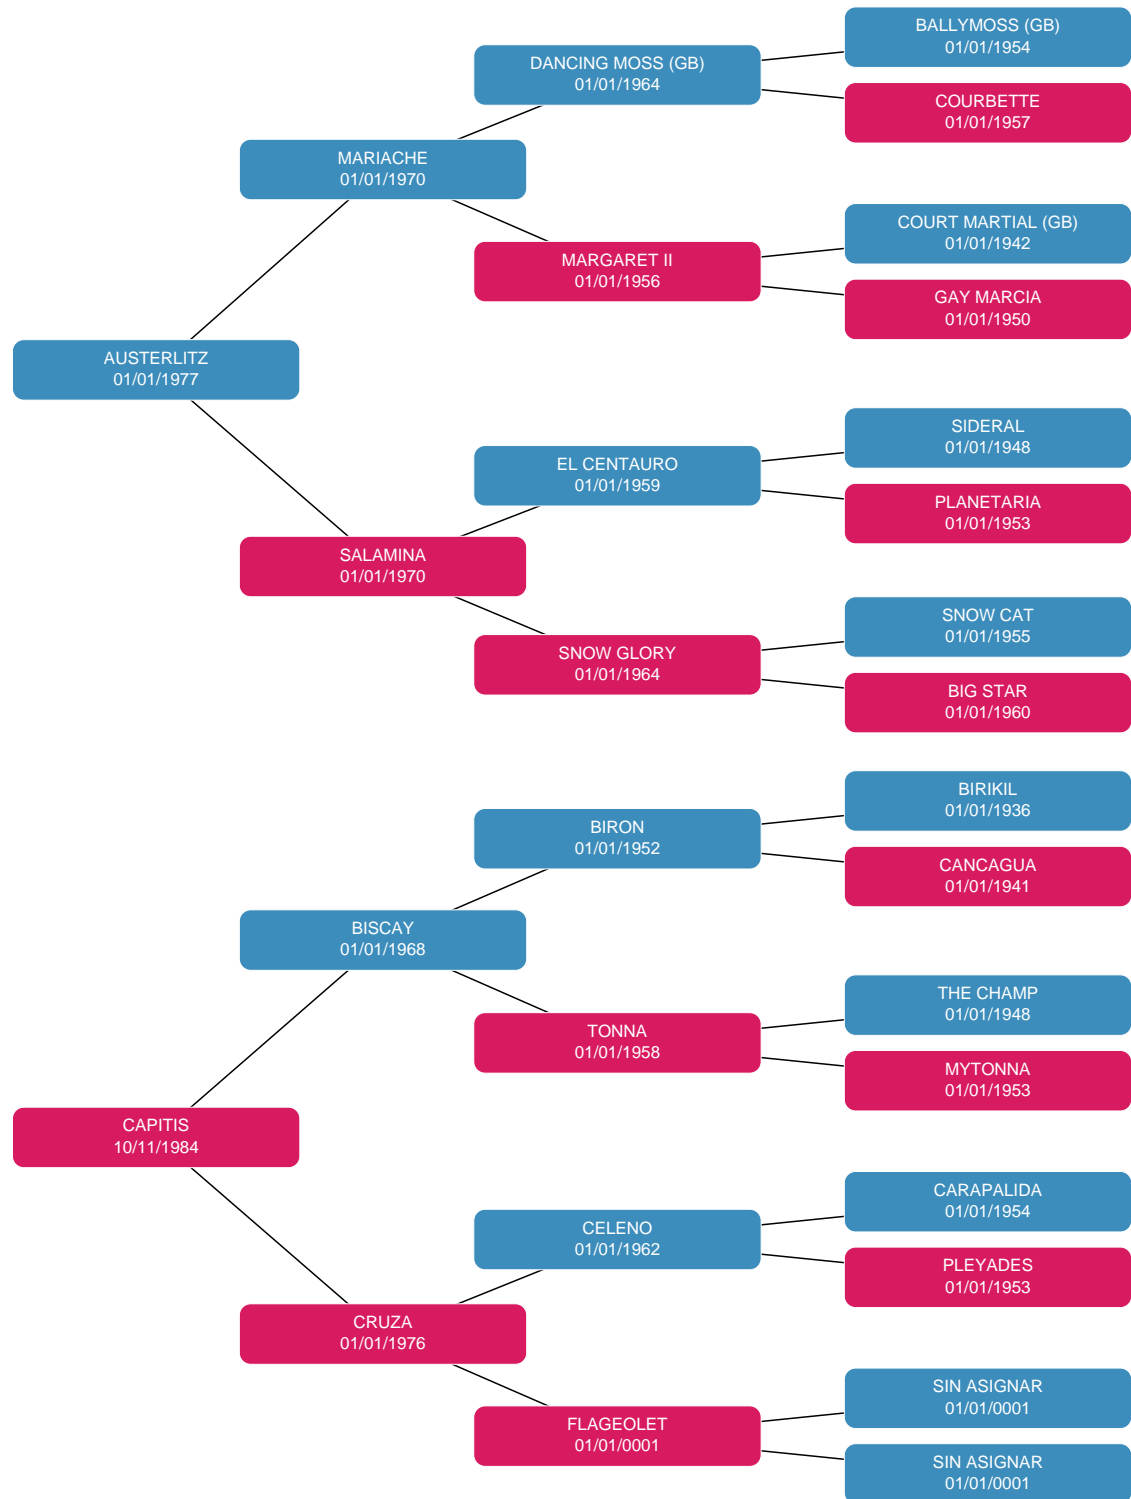 BALLYMOSS (GB)
01/01/1954
DANCING MOSS (GB)
01/01/1964
COURBETTE
01/01/1957
MARIACHE
01/01/1970
COURT MARTIAL (GB)
01/01/1942
MARGARET II
01/01/1956
GAY MARCIA
01/01/1950
AUSTERLITZ
01/01/1977
SIDERAL
01/01/1948
EL CENTAURO
01/01/1959
PLANETARIA
01/01/1953
SALAMINA
01/01/1970
SNOW CAT
01/01/1955
SNOW GLORY
01/01/1964
BIG STAR
01/01/1960
BIRIKIL
01/01/1936
BIRON
01/01/1952
CANCAGUA
01/01/1941
BISCAY
01/01/1968
THE CHAMP
01/01/1948
TONNA
01/01/1958
MYTONNA
01/01/1953
CAPITIS
10/11/1984
CARAPALIDA
01/01/1954
CELENO
01/01/1962
PLEYADES
01/01/1953
CRUZA
01/01/1976
SIN ASIGNAR
01/01/0001
FLAGEOLET
01/01/0001
SIN ASIGNAR
01/01/0001